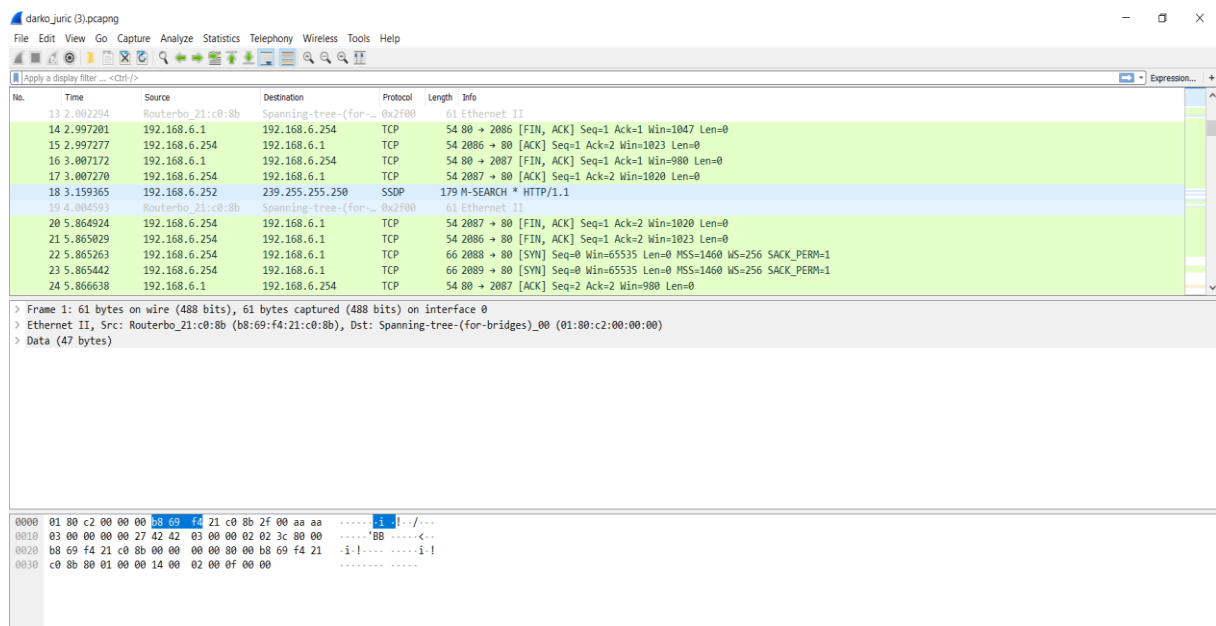 darko_juric (3).pcapng
File Edit View Go Capture Analyze Statistics Telephony Wireless Tools Help
Apply a display filter ... <Ctrl-/>
Expression... +
No. Time Source Destination Protocol Length Info
13 2.002294 Routerbo_21:c0:8b Spanning-tree-(for-… 0x2f00 61 Ethernet II
14 2.997201 192.168.6.1 192.168.6.254 TCP 54 80 → 2086 [FIN, ACK] Seq=1 Ack=1 Win=1047 Len=0
15 2.997277 192.168.6.254 192.168.6.1 TCP 54 2086 → 80 [ACK] Seq=1 Ack=2 Win=1023 Len=0
16 3.007172 192.168.6.1 192.168.6.254 TCP 54 80 → 2087 [FIN, ACK] Seq=1 Ack=1 Win=980 Len=0
17 3.007270 192.168.6.254 192.168.6.1 TCP 54 2087 → 80 [ACK] Seq=1 Ack=2 Win=1020 Len=0
18 3.159365 192.168.6.252 239.255.255.250 SSDP 179 M-SEARCH * HTTP/1.1
19 4.004593 Routerbo_21:c0:8b Spanning-tree-(for-… 0x2f00 61 Ethernet II
20 5.864924 192.168.6.254 192.168.6.1 TCP 54 2087 → 80 [FIN, ACK] Seq=1 Ack=2 Win=1020 Len=0
21 5.865029 192.168.6.254 192.168.6.1 TCP 54 2086 → 80 [FIN, ACK] Seq=1 Ack=2 Win=1023 Len=0
22 5.865263 192.168.6.254 192.168.6.1 TCP 66 2088 → 80 [SYN] Seq=0 Win=65535 Len=0 MSS=1460 WS=256 SACK_PERM=1
23 5.865442 192.168.6.254 192.168.6.1 TCP 66 2089 → 80 [SYN] Seq=0 Win=65535 Len=0 MSS=1460 WS=256 SACK_PERM=1
24 5.866638 192.168.6.1 192.168.6.254 TCP 54 80 → 2087 [ACK] Seq=2 Ack=2 Win=980 Len=0
> Frame 1: 61 bytes on wire (488 bits), 61 bytes captured (488 bits) on interface 0
> Ethernet II, Src: Routerbo_21:c0:8b (b8:69:f4:21:c0:8b), Dst: Spanning-tree-(for-bridges)_00 (01:80:c2:00:00:00)
> Data (47 bytes)
0000 01 80 c2 00 00 00 b8 69 f4 21 c0 8b 2f 00 aa aa ·······i·!··/···
0010 03 00 00 00 00 27 42 42 03 00 00 02 02 3c 80 00 ·····'BB ·····<··
0020 b8 69 f4 21 c0 8b 00 00 00 00 80 00 b8 69 f4 21 ·i·!···· ·····i·!
0030 c0 8b 80 01 00 00 14 00 02 00 0f 00 00 ········ ·····